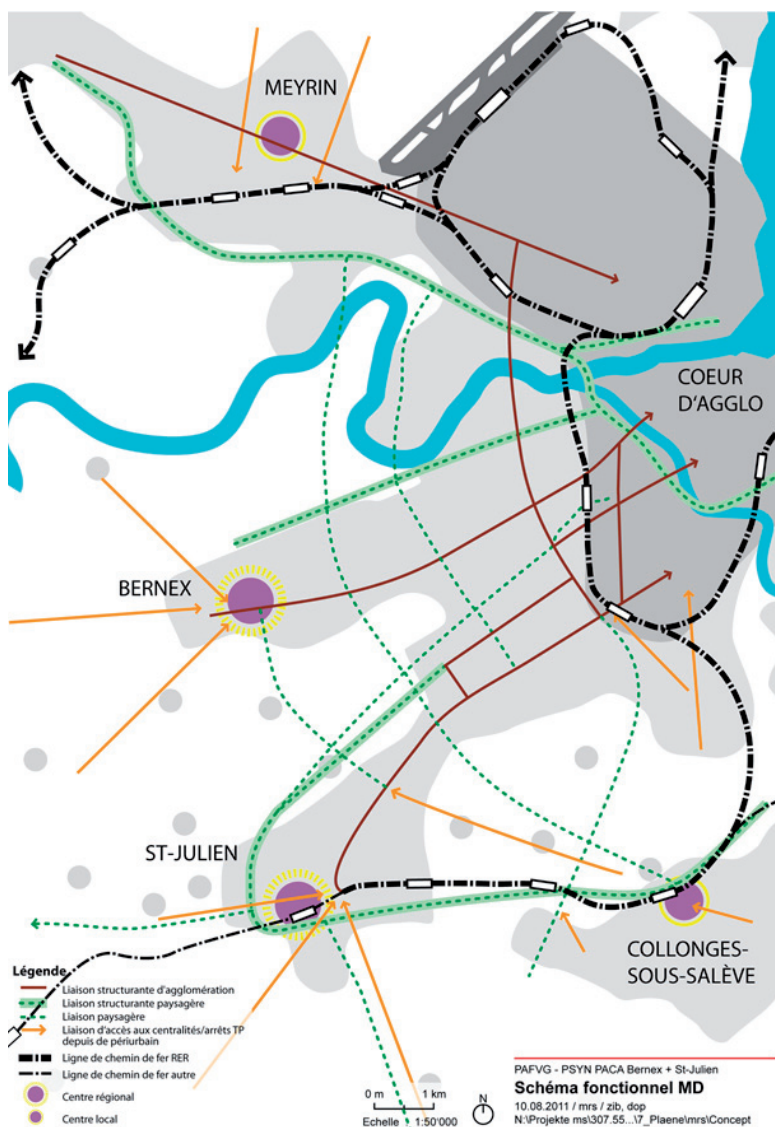 MEYRIN
COEUR
D'AGGLO
BERNEX
ST-JULIEN
COLLONGES-
SOUS-SALÈVE
Légende
Liaison structurante d'agglomération
Liaison structurante paysagère
Liaison paysagère
Liaison d'accès aux centralités/arrêts TP
depuis de périurbain
Ligne de chemin de fer RER
Ligne de chemin de fer autre
Centre régional
Centre local
0 m 1 km
Echelle 1:50'000
N
PAFVG - PSYN PACA Bernex + St-Julien
Schéma fonctionnel MD
10.08.2011 / mrs / zib, dop
N:\Projekte ms\307.55...\7_Plaene\mrs\Concept